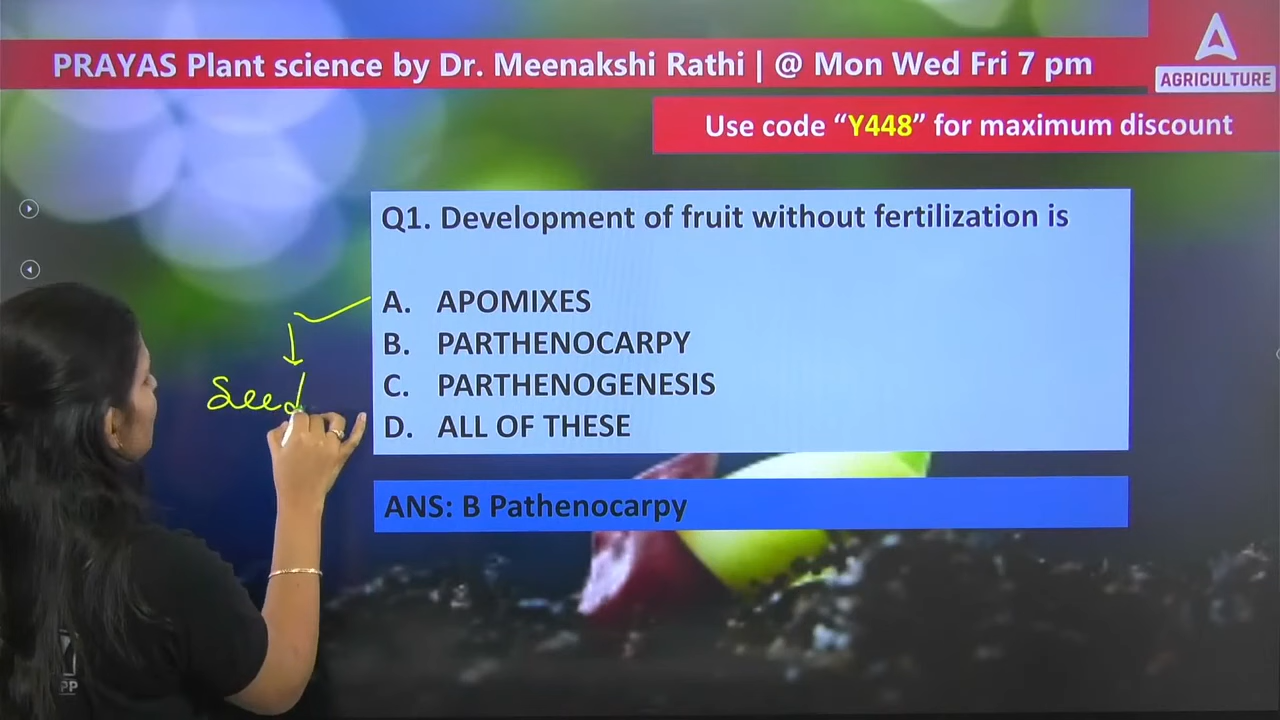 PRAYAS Plant science by Dr. Meenakshi Rathi | @ Mon Wed Fri 7 pm
AGRICULTURE
Use code “Y448” for maximum discount
Q1. Development of fruit without fertilization is
A. APOMIXES
B. PARTHENOCARPY
C. PARTHENOGENESIS
D. ALL OF THESE
Seed
ANS: B Pathenocarpy
PP